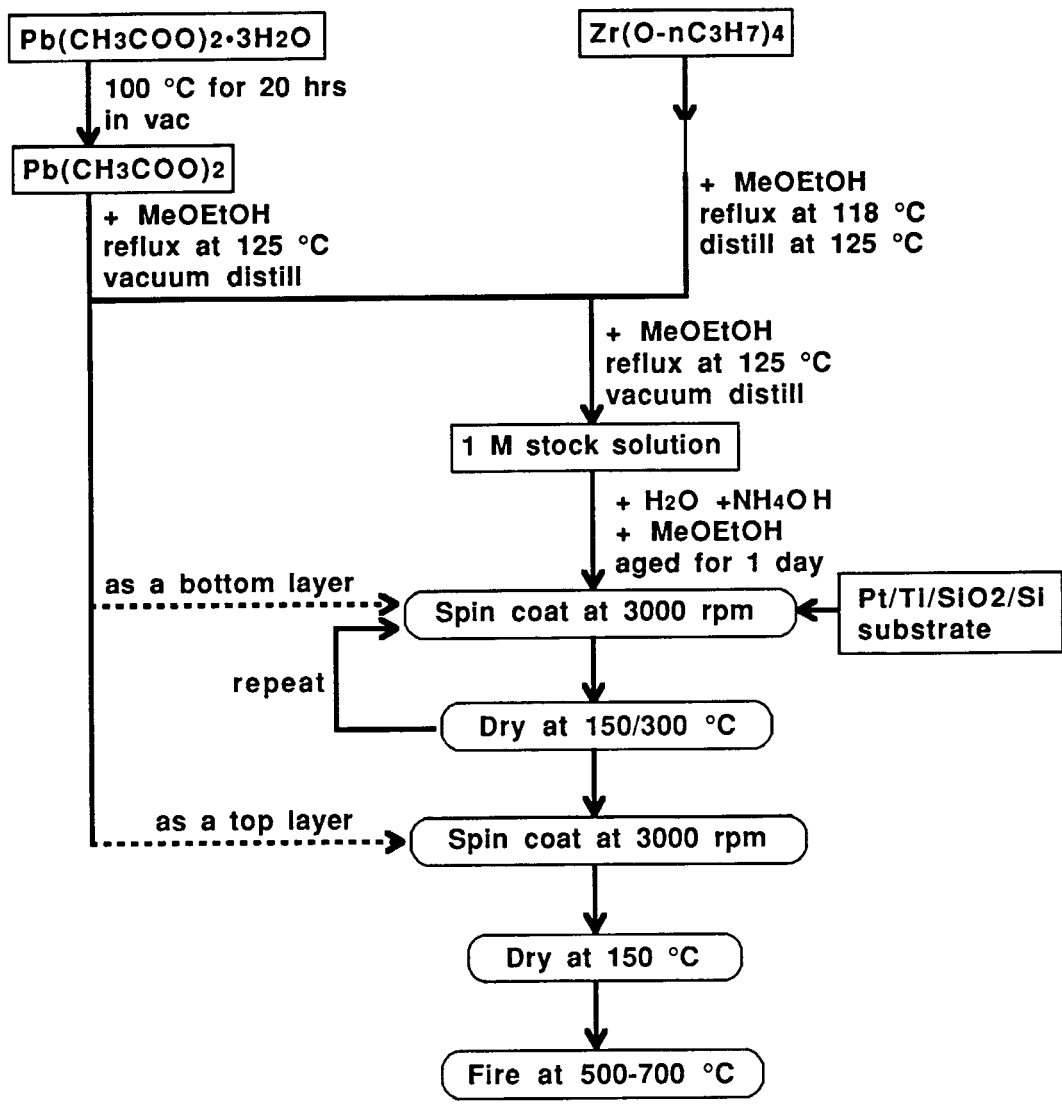 Pb(CH3COO)2•3H2O
Zr(O-nC3H7)4
100 °C for 20 hrs
in vac
Pb(CH3COO)2
+ MeOEtOH
reflux at 125 °C
vacuum distill
+ MeOEtOH
reflux at 118 °C
distill at 125 °C
+ MeOEtOH
reflux at 125 °C
vacuum distill
1 M stock solution
+ H2O +NH4OH
+ MeOEtOH
aged for 1 day
as a bottom layer
Spin coat at 3000 rpm
Pt/Ti/SiO2/Si
substrate
repeat
Dry at 150/300 °C
as a top layer
Spin coat at 3000 rpm
Dry at 150 °C
Fire at 500-700 °C